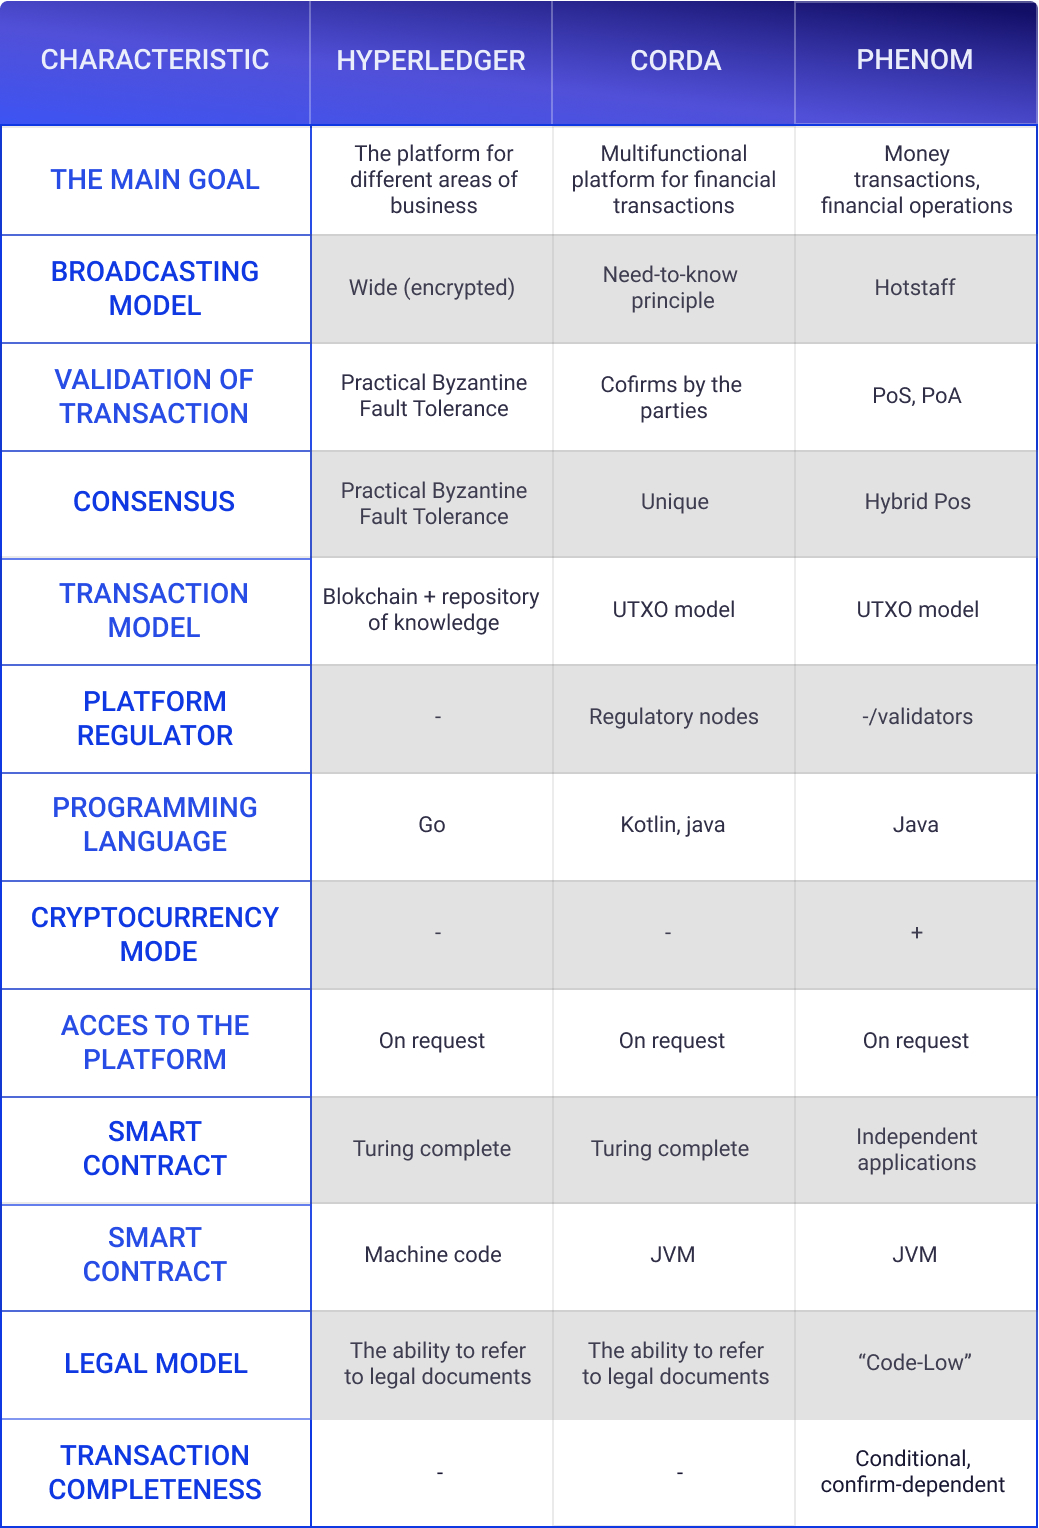 CHARACTERISTIC
HYPERLEDGER
CORDA
PHENOM
THE MAIN GOAL
The platform for
different areas of
business
Multifunctional
platform for financial
transactions
Money
transactions,
financial operations
BROADCASTING
MODEL
Wide (encrypted)
Need-to-know
principle
Hotstaff
VALIDATION OF
TRANSACTION
Practical Byzantine
Fault Tolerance
Cofirms by the
parties
PoS, PoA
CONSENSUS
Practical Byzantine
Fault Tolerance
Unique
Hybrid Pos
TRANSACTION
MODEL
Blokchain + repository
of knowledge
UTXO model
UTXO model
PLATFORM
REGULATOR
-
Regulatory nodes
-/validators
PROGRAMMING
LANGUAGE
Go
Kotlin, java
Java
CRYPTOCURRENCY
MODE
-
-
+
ACCES TO THE
PLATFORM
On request
On request
On request
SMART
CONTRACT
Turing complete
Turing complete
Independent
applications
SMART
CONTRACT
Machine code
JVM
JVM
LEGAL MODEL
The ability to refer
to legal documents
The ability to refer
to legal documents
“Code-Low”
TRANSACTION
COMPLETENESS
-
-
Conditional,
confirm-dependent